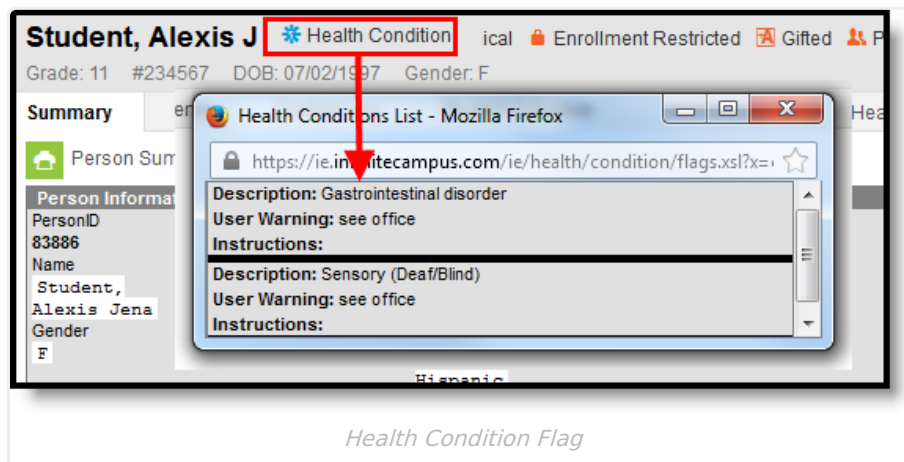 Student, Alexis J Health Condition ical Enrollment Restricted Gifted P
Grade: 11 #234567 DOB: 07/02/1997 Gender: F
Summary Hea
Health Conditions List - Mozilla Firefox
Person Sum
https://ie.infinitecampus.com/ie/health/condition/flags.xsl?x=
Person Informat
Description: Gastrointestinal disorder
PersonID
User Warning: see office
83886
Instructions:
Name
Description: Sensory (Deaf/Blind)
Student,
User Warning: see office
Alexis Jena
Instructions:
Gender
F
Hispanic
Health Condition Flag